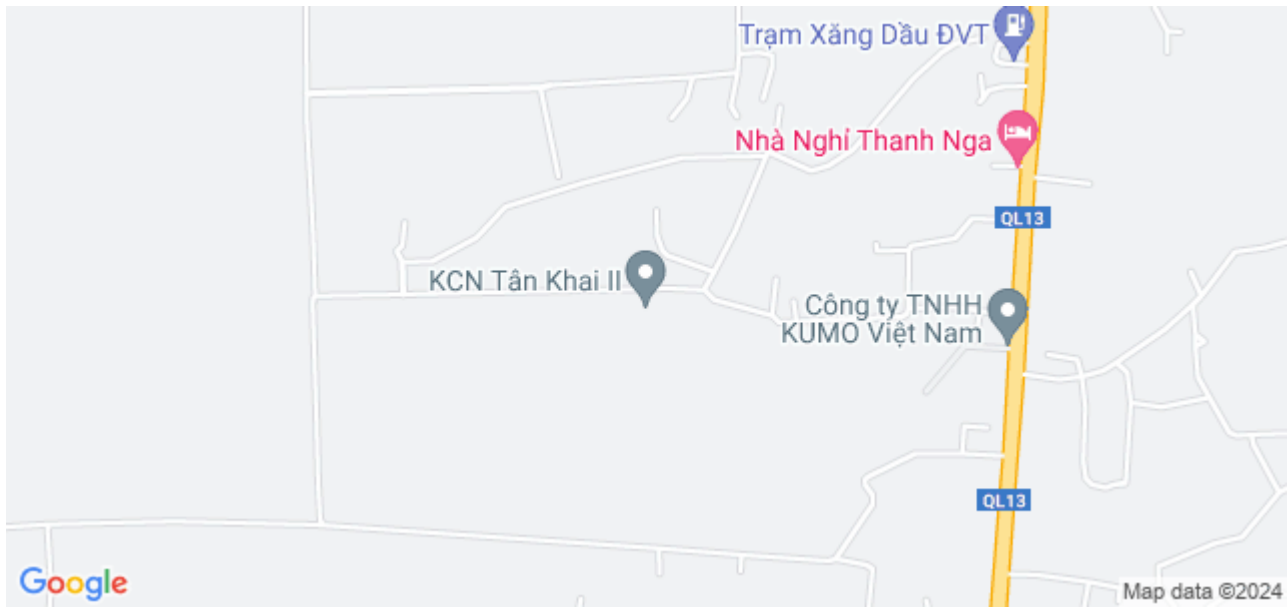 Trạm Xăng Dầu ĐVT
Nhà Nghỉ Thanh Nga
QL13
KCN Tân Khai II
Công ty TNHH
KUMO Việt Nam
QL13
Google
Map data ©2024